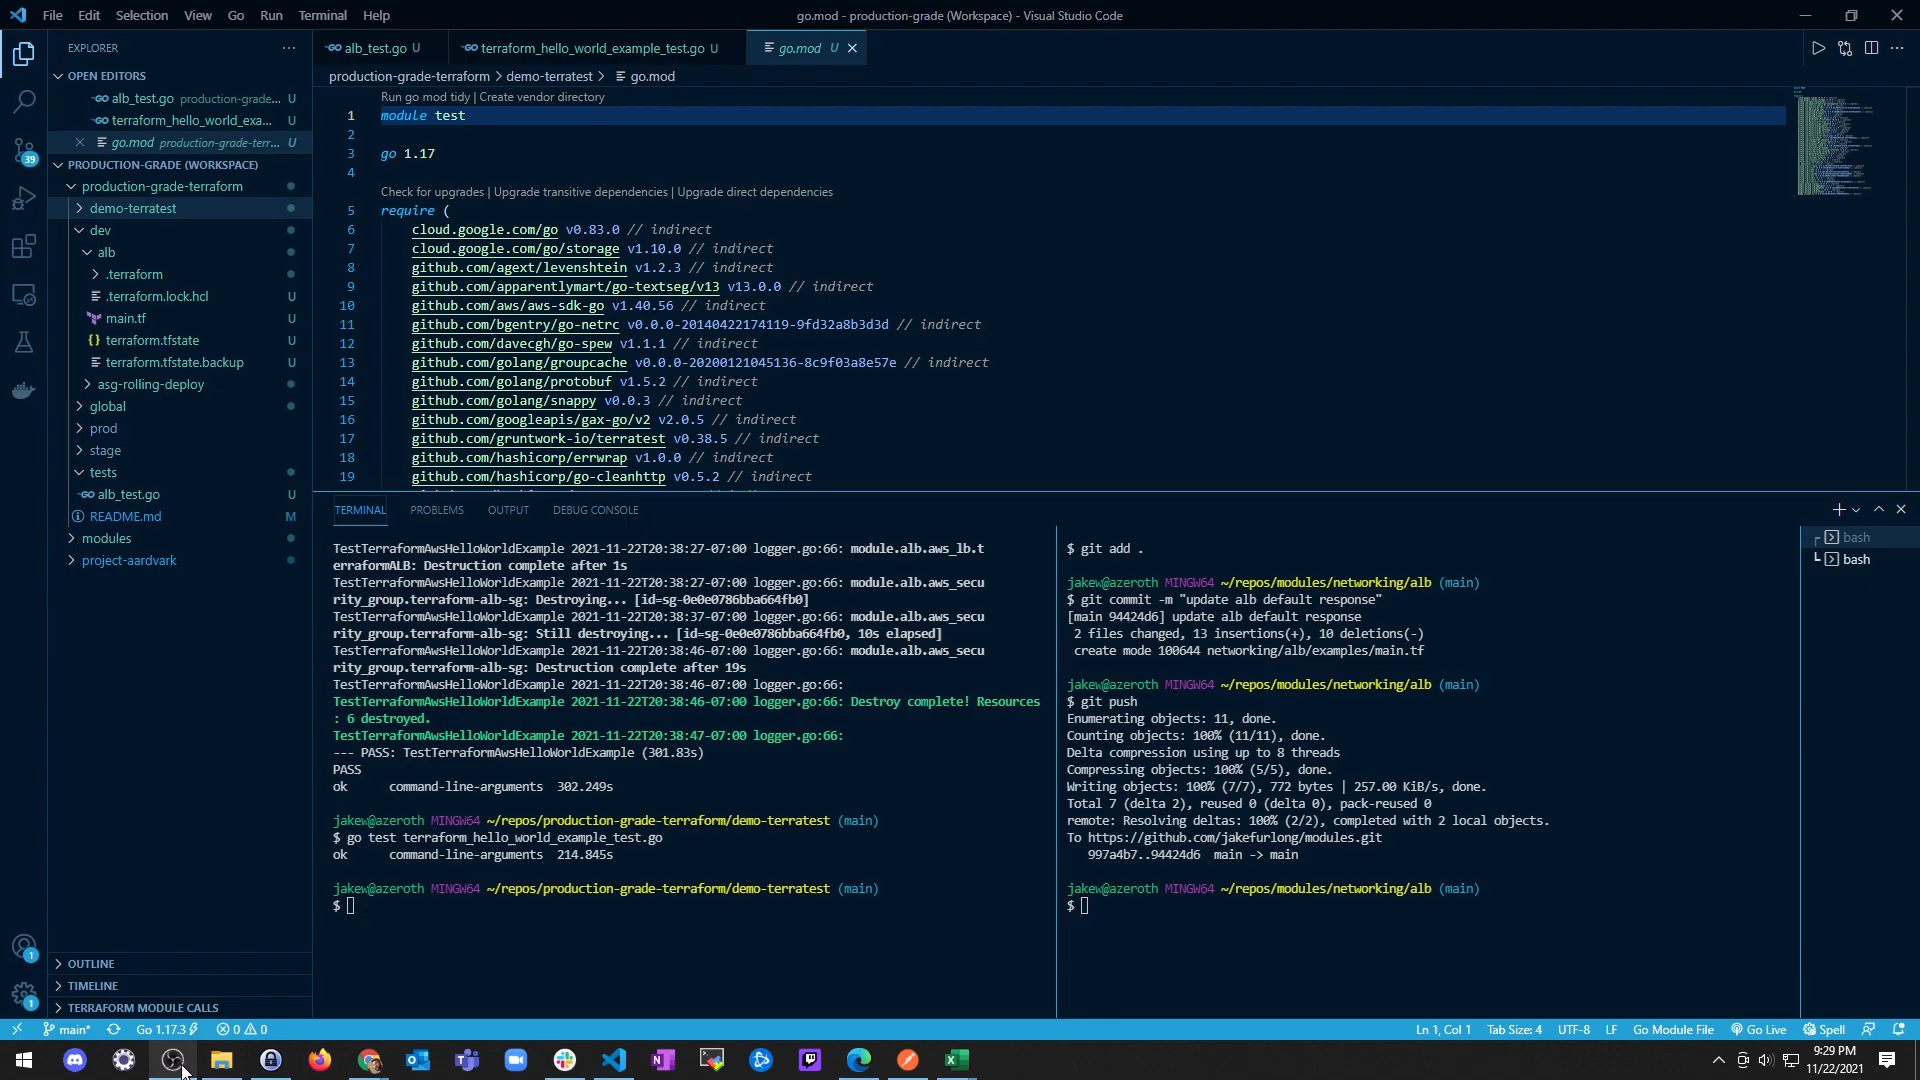 File Edit Selection View Go Run Terminal Help
go.mod - production-grade (Workspace) - Visual Studio Code
EXPLORER
OPEN EDITORS
alb_test.go production-grade... U
terraform_hello_world_exa... U
go.mod production-grade-terr... U
PRODUCTION-GRADE (WORKSPACE)
production-grade-terraform
demo-terratest
dev
alb
.terraform
.terraform.lock.hcl U
main.tf U
terraform.tfstate U
terraform.tfstate.backup U
asg-rolling-deploy
global
prod
stage
tests
alb_test.go U
README.md M
modules
project-aardvark
OUTLINE
TIMELINE
TERRAFORM MODULE CALLS
39
1
1
alb_test.go U
terraform_hello_world_example_test.go U
go.mod U
production-grade-terraform > demo-terratest > go.mod
Run go mod tidy | Create vendor directory
1 module test
2
3 go 1.17
4
Check for upgrades | Upgrade transitive dependencies | Upgrade direct dependencies
5 require (
6 cloud.google.com/go v0.83.0 // indirect
7 cloud.google.com/go/storage v1.10.0 // indirect
8 github.com/agext/levenshtein v1.2.3 // indirect
9 github.com/apparentlymart/go-textseg/v13 v13.0.0 // indirect
10 github.com/aws/aws-sdk-go v1.40.56 // indirect
11 github.com/bgentry/go-netrc v0.0.0-20140422174119-9fd32a8b3d3d // indirect
12 github.com/davecgh/go-spew v1.1.1 // indirect
13 github.com/golang/groupcache v0.0.0-20200121045136-8c9f03a8e57e // indirect
14 github.com/golang/protobuf v1.5.2 // indirect
15 github.com/golang/snappy v0.0.3 // indirect
16 github.com/googleapis/gax-go/v2 v2.0.5 // indirect
17 github.com/gruntwork-io/terratest v0.38.5 // indirect
18 github.com/hashicorp/errwrap v1.0.0 // indirect
19 github.com/hashicorp/go-cleanhttp v0.5.2 // indirect
TERMINAL PROBLEMS OUTPUT DEBUG CONSOLE
TestTerraformAwsHelloWorldExample 2021-11-22T20:38:27-07:00 logger.go:66: module.alb.aws_lb.t
erraformALB: Destruction complete after 1s
TestTerraformAwsHelloWorldExample 2021-11-22T20:38:27-07:00 logger.go:66: module.alb.aws_secu
rity_group.terraform-alb-sg: Destroying... [id=sg-0e0e0786bba664fb0]
TestTerraformAwsHelloWorldExample 2021-11-22T20:38:37-07:00 logger.go:66: module.alb.aws_secu
rity_group.terraform-alb-sg: Still destroying... [id=sg-0e0e0786bba664fb0, 10s elapsed]
TestTerraformAwsHelloWorldExample 2021-11-22T20:38:46-07:00 logger.go:66: module.alb.aws_secu
rity_group.terraform-alb-sg: Destruction complete after 19s
TestTerraformAwsHelloWorldExample 2021-11-22T20:38:46-07:00 logger.go:66:
TestTerraformAwsHelloWorldExample 2021-11-22T20:38:46-07:00 logger.go:66: Destroy complete! Resources
: 6 destroyed.
TestTerraformAwsHelloWorldExample 2021-11-22T20:38:47-07:00 logger.go:66:
--- PASS: TestTerraformAwsHelloWorldExample (301.83s)
PASS
ok command-line-arguments 302.249s
jakew@azeroth MINGW64 ~/repos/production-grade-terraform/demo-terratest (main)
$ go test terraform_hello_world_example_test.go
ok command-line-arguments 214.845s
jakew@azeroth MINGW64 ~/repos/production-grade-terraform/demo-terratest (main)
$
$ git add .
jakew@azeroth MINGW64 ~/repos/modules/networking/alb (main)
$ git commit -m "update alb default response"
[main 94424d6] update alb default response
2 files changed, 13 insertions(+), 10 deletions(-)
create mode 100644 networking/alb/examples/main.tf
jakew@azeroth MINGW64 ~/repos/modules/networking/alb (main)
$ git push
Enumerating objects: 11, done.
Counting objects: 100% (11/11), done.
Delta compression using up to 8 threads
Compressing objects: 100% (5/5), done.
Writing objects: 100% (7/7), 772 bytes | 257.00 KiB/s, done.
Total 7 (delta 2), reused 0 (delta 0), pack-reused 0
remote: Resolving deltas: 100% (2/2), completed with 2 local objects.
To https://github.com/jakefurlong/modules.git
997a4b7..94424d6 main -> main
jakew@azeroth MINGW64 ~/repos/modules/networking/alb (main)
$
bash
bash
main* Go 1.17.3 0 0
Ln 1, Col 1 Tab Size: 4 UTF-8 LF Go Module File Go Live Spell
9:29 PM
11/22/2021